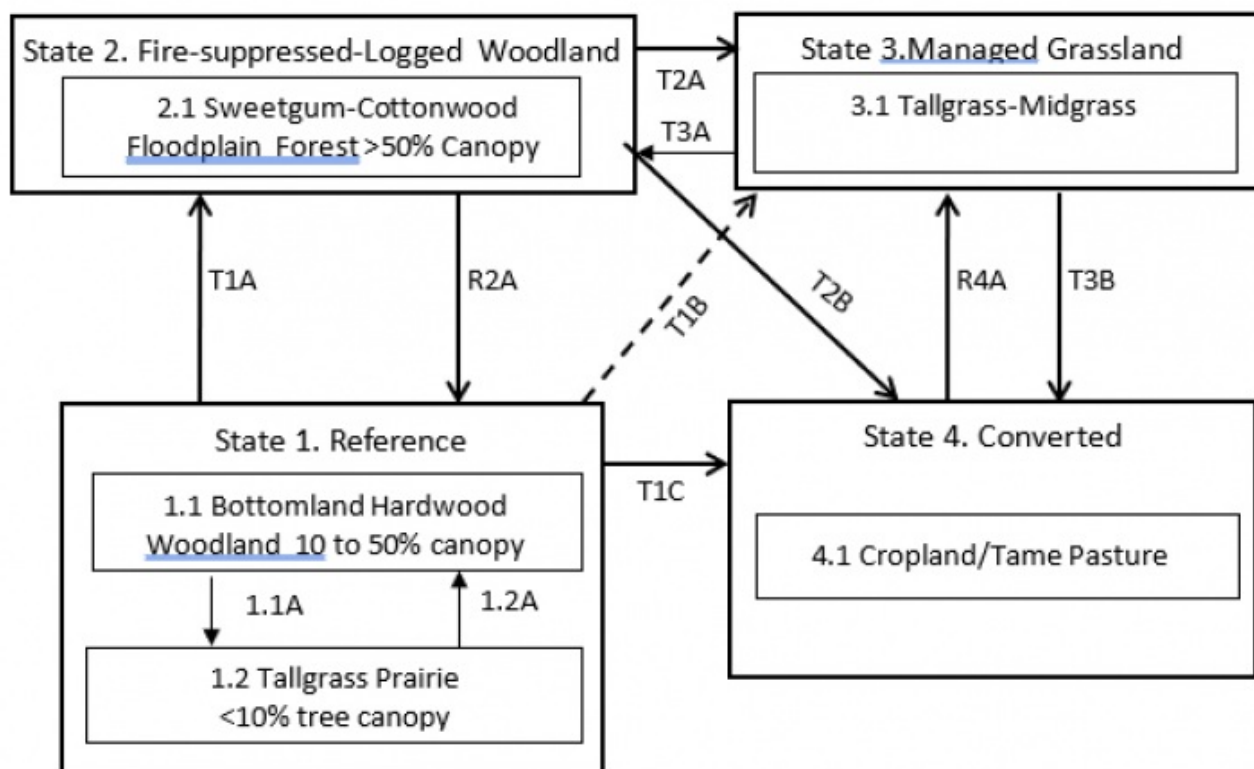 State 2. Fire-suppressed-Logged Woodland
2.1 Sweetgum-Cottonwood
Floodplain Forest >50% Canopy
T2A
T3A
State 3.Managed Grassland
3.1 Tallgrass-Midgrass
T1A
R2A
T1B
T2B
R4A
T3B
State 1. Reference
1.1 Bottomland Hardwood
Woodland 10 to 50% canopy
1.1A
1.2A
1.2 Tallgrass Prairie
<10% tree canopy
T1C
State 4. Converted
4.1 Cropland/Tame Pasture